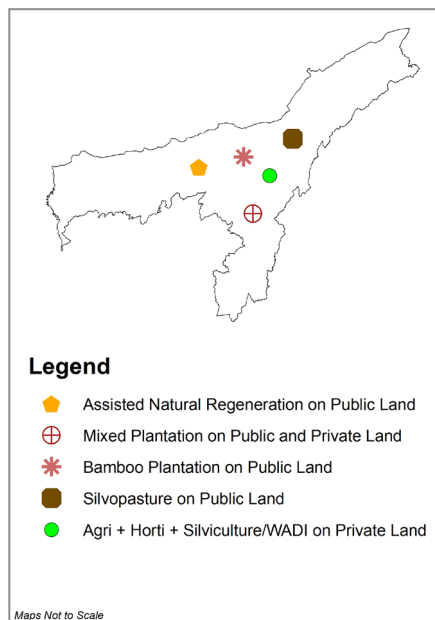 Legend
Assisted Natural Regeneration on Public Land
Mixed Plantation on Public and Private Land
Bamboo Plantation on Public Land
Silvopasture on Public Land
Agri + Horti + Silviculture/WADI on Private Land
Maps Not to Scale